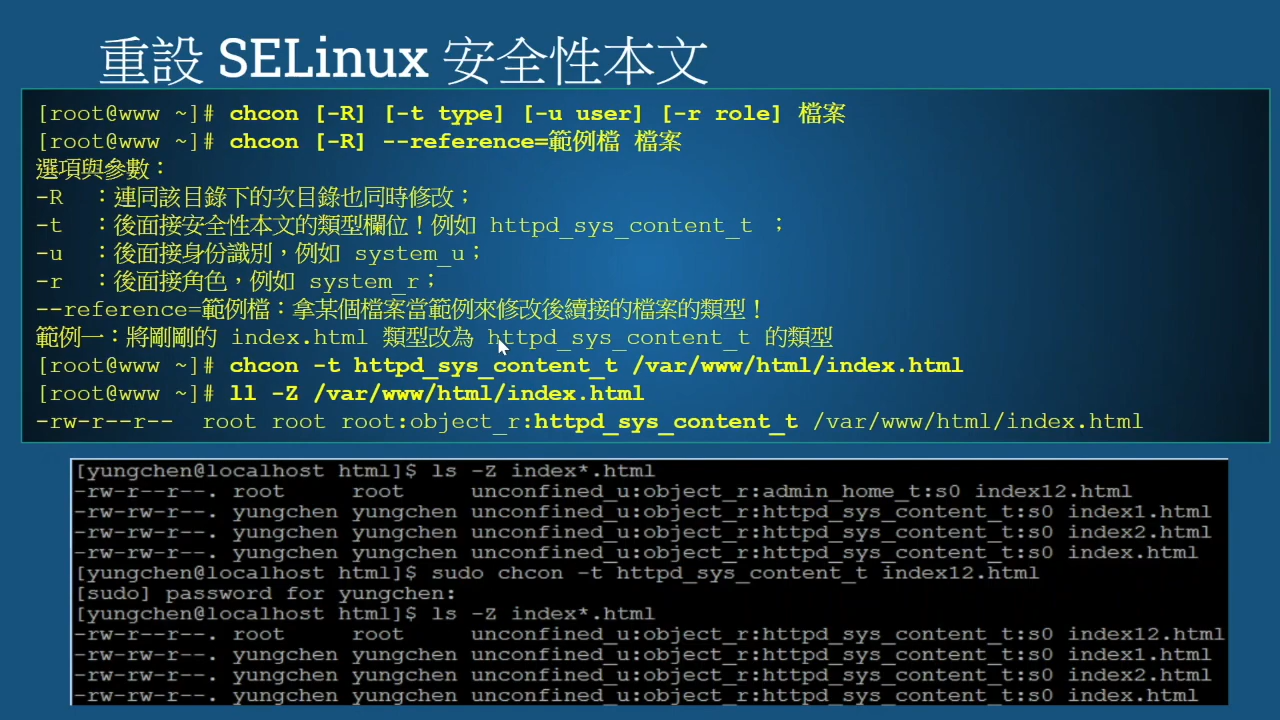 重設 SELinux 安全性本文
[root@www ~]# chcon [-R] [-t type] [-u user] [-r role] 檔案
[root@www ~]# chcon [-R] --reference=範例檔 檔案
選項與參數：
-R ：連同該目錄下的次目錄也同時修改；
-t ：後面接安全性本文的類型欄位！例如 httpd_sys_content_t ；
-u ：後面接身份識別，例如 system_u；
-r ：後面接角色，例如 system_r；
--reference=範例檔：拿某個檔案當範例來修改後續接的檔案的類型！
範例一：將剛剛的 index.html 類型改為 httpd_sys_content_t 的類型
[root@www ~]# chcon -t httpd_sys_content_t /var/www/html/index.html
[root@www ~]# ll -Z /var/www/html/index.html
-rw-r--r-- root root root:object_r:httpd_sys_content_t /var/www/html/index.html
[yungchen@localhost html]$ ls -Z index*.html
-rw-r--r--. root root unconfined_u:object_r:admin_home_t:s0 index12.html
-rw-rw-r--. yungchen yungchen unconfined_u:object_r:httpd_sys_content_t:s0 index1.html
-rw-rw-r--. yungchen yungchen unconfined_u:object_r:httpd_sys_content_t:s0 index2.html
-rw-rw-r--. yungchen yungchen unconfined_u:object_r:httpd_sys_content_t:s0 index.html
[yungchen@localhost html]$ sudo chcon -t httpd_sys_content_t index12.html
[sudo] password for yungchen:
[yungchen@localhost html]$ ls -Z index*.html
-rw-r--r--. root root unconfined_u:object_r:httpd_sys_content_t:s0 index12.html
-rw-rw-r--. yungchen yungchen unconfined_u:object_r:httpd_sys_content_t:s0 index1.html
-rw-rw-r--. yungchen yungchen unconfined_u:object_r:httpd_sys_content_t:s0 index2.html
-rw-rw-r--. yungchen yungchen unconfined_u:object_r:httpd_sys_content_t:s0 index.html